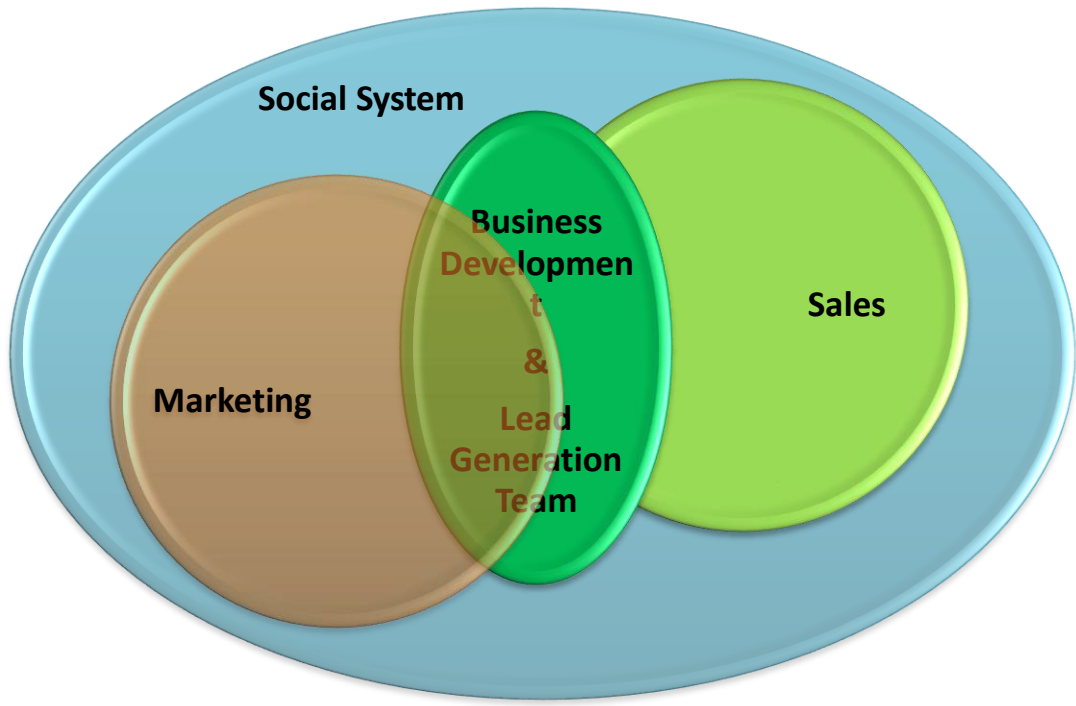 Social System
Business
Developmen
t
&
Lead
Generation
Team
Sales
Marketing